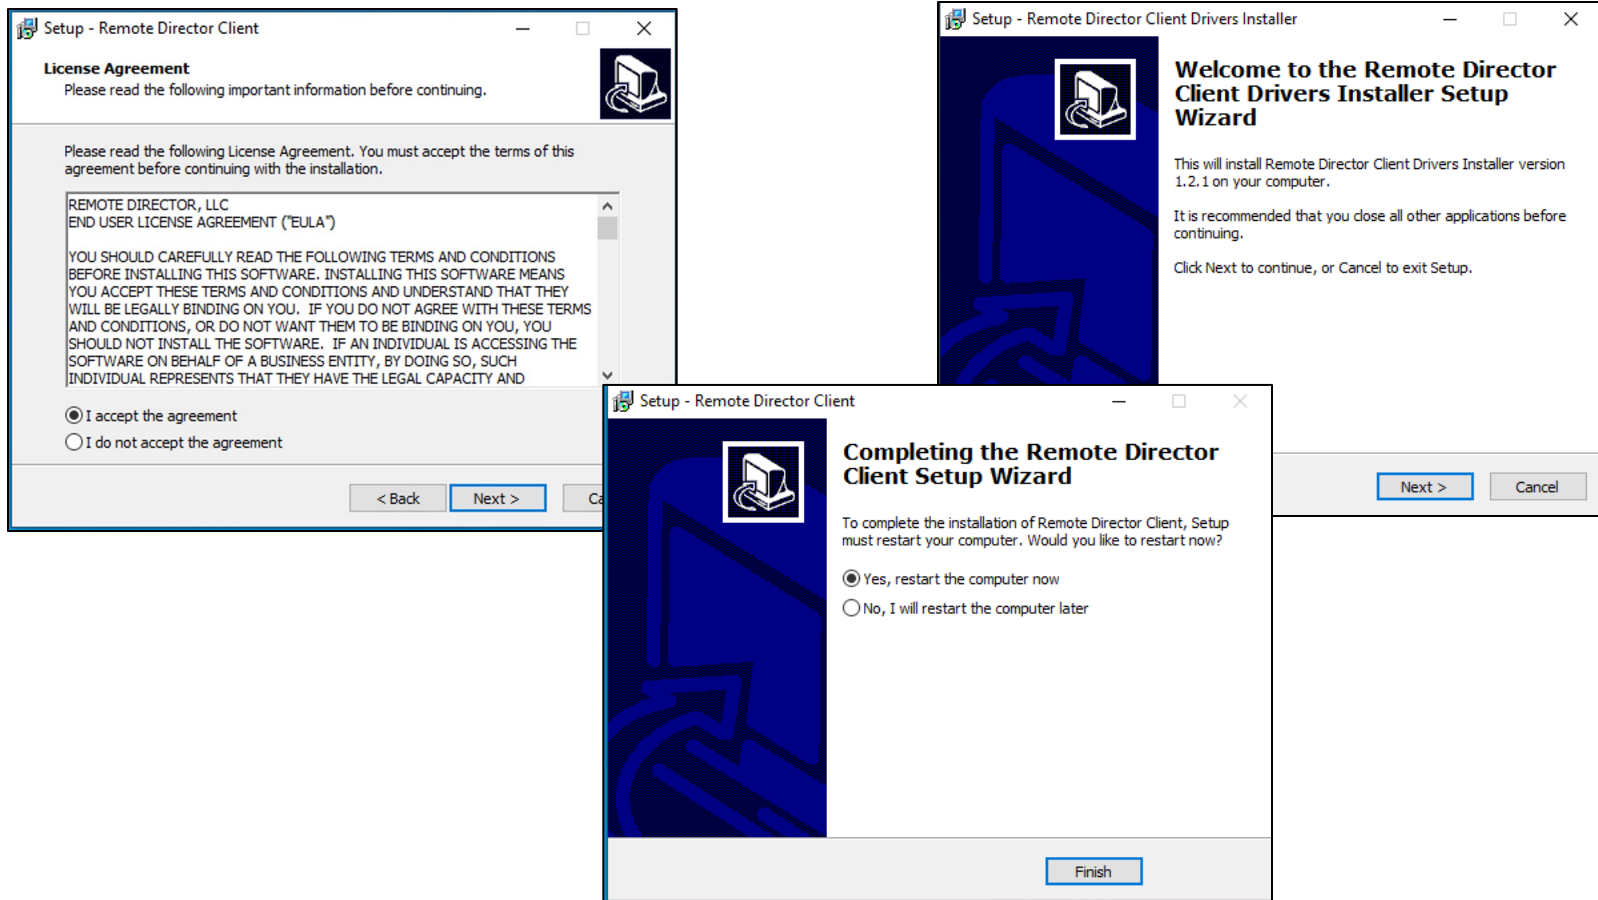 Setup - Remote Director Client
License Agreement
Please read the following important information before continuing.
Please read the following License Agreement. You must accept the terms of this
agreement before continuing with the installation.
REMOTE DIRECTOR, LLC
END USER LICENSE AGREEMENT ("EULA")
YOU SHOULD CAREFULLY READ THE FOLLOWING TERMS AND CONDITIONS
BEFORE INSTALLING THIS SOFTWARE. INSTALLING THIS SOFTWARE MEANS
YOU ACCEPT THESE TERMS AND CONDITIONS AND UNDERSTAND THAT THEY
WILL BE LEGALLY BINDING ON YOU.  IF YOU DO NOT AGREE WITH THESE TERMS
AND CONDITIONS, OR DO NOT WANT THEM TO BE BINDING ON YOU, YOU
SHOULD NOT INSTALL THE SOFTWARE.  IF AN INDIVIDUAL IS ACCESSING THE
SOFTWARE ON BEHALF OF A BUSINESS ENTITY, BY DOING SO, SUCH
INDIVIDUAL REPRESENTS THAT THEY HAVE THE LEGAL CAPACITY AND
I accept the agreement
I do not accept the agreement
< Back
Next >
Ca
Setup - Remote Director Client Drivers Installer
Welcome to the Remote Director
Client Drivers Installer Setup
Wizard
This will install Remote Director Client Drivers Installer version
1.2.1 on your computer.
It is recommended that you close all other applications before
continuing.
Click Next to continue, or Cancel to exit Setup.
Next >
Cancel
Setup - Remote Director Client
Completing the Remote Director
Client Setup Wizard
To complete the installation of Remote Director Client, Setup
must restart your computer. Would you like to restart now?
Yes, restart the computer now
No, I will restart the computer later
Finish